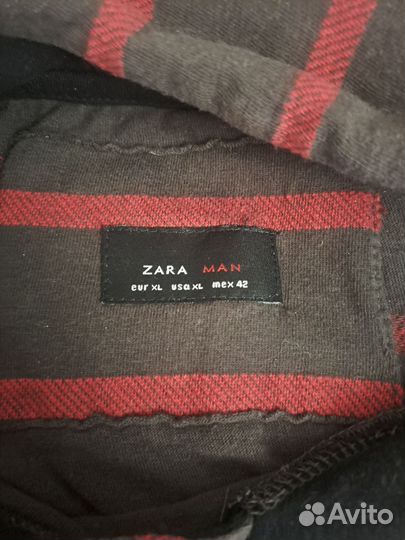 ZARA MAN
eur XL usa XL mex 42
Avito